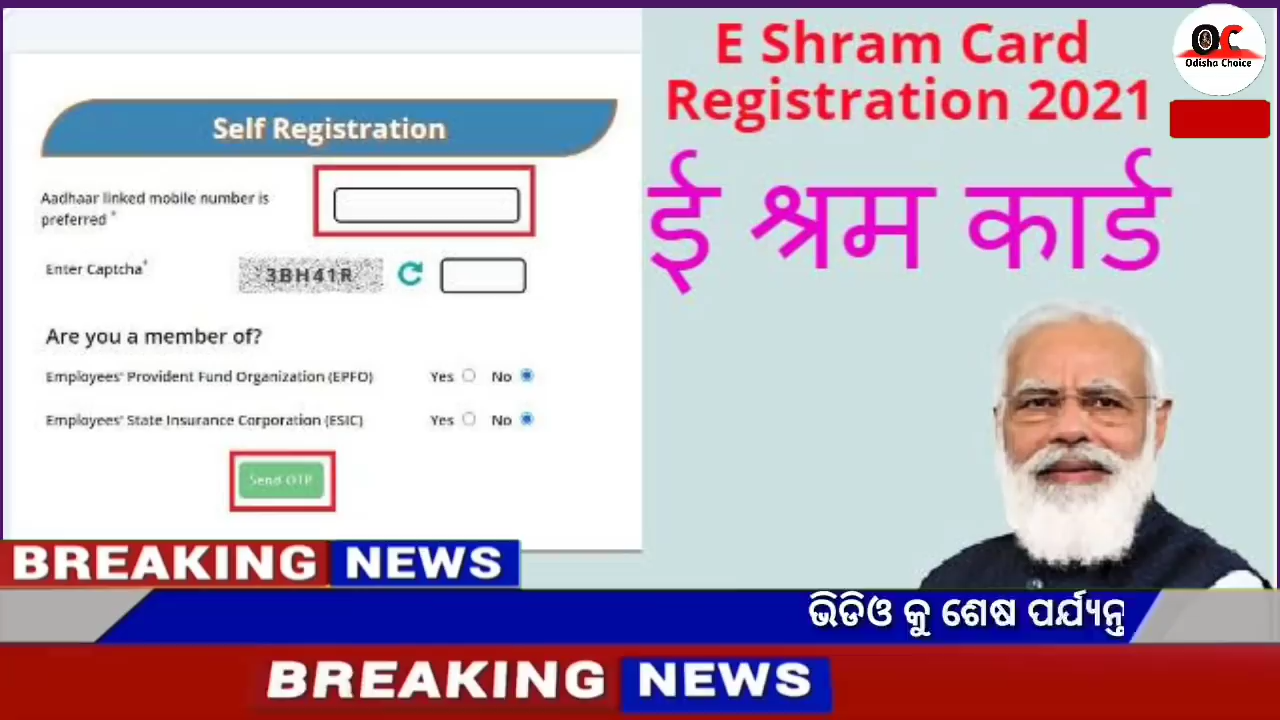 E Shram Card
Registration 2021
OC
Odisha Choice
ई श्रम कार्ड
Self Registration
Aadhaar linked mobile number is
preferred *
Enter Captcha*
3BH41R
Are you a member of?
Employees' Provident Fund Organization (EPFO) Yes No
Employees' State Insurance Corporation (ESIC) Yes No
Send OTP
BREAKING NEWS
ଭିଡିଓ କୁ ଶେଷ ପର୍ଯ୍ୟନ୍ତ
BREAKING NEWS